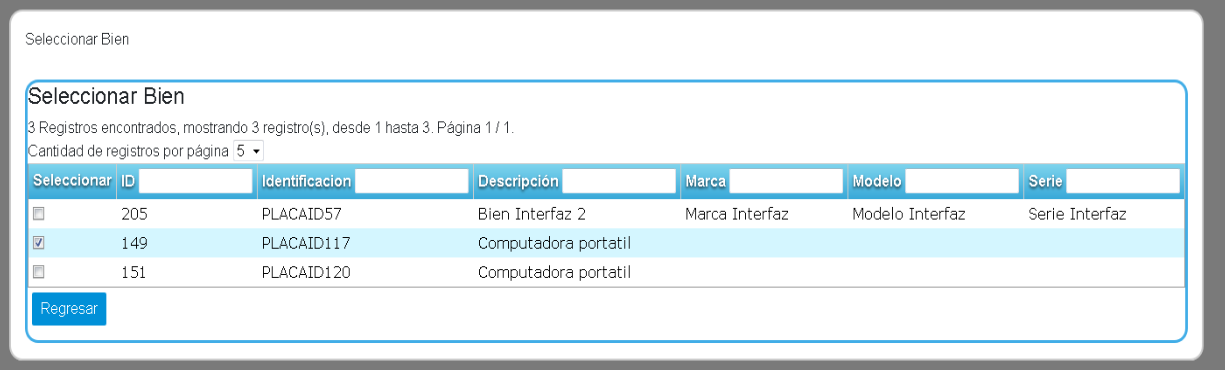 Seleccionar Bien
Seleccionar Bien
3 Registros encontrados, mostrando 3 registro(s), desde 1 hasta 3. Página 1 / 1.
Cantidad de registros por página 5
Seleccionar ID Identificacion Descripción Marca Modelo Serie
205 PLACAID57 Bien Interfaz 2 Marca Interfaz Modelo Interfaz Serie Interfaz
149 PLACAID117 Computadora portatil
151 PLACAID120 Computadora portatil
Regresar